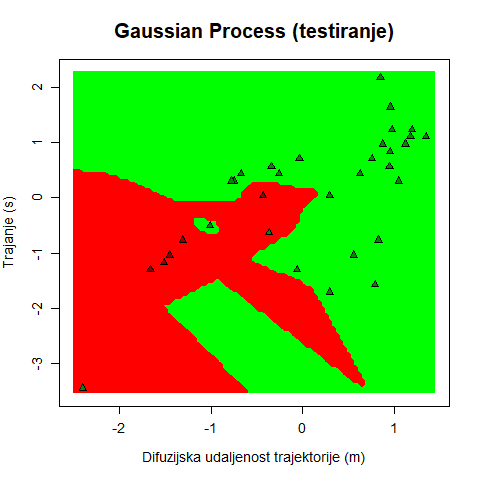 Gaussian Process (testiranje)
Trajanje (s)
2
1
0
-1
-2
-3
-2 -1 0 1
Difuzijska udaljenost trajektorije (m)